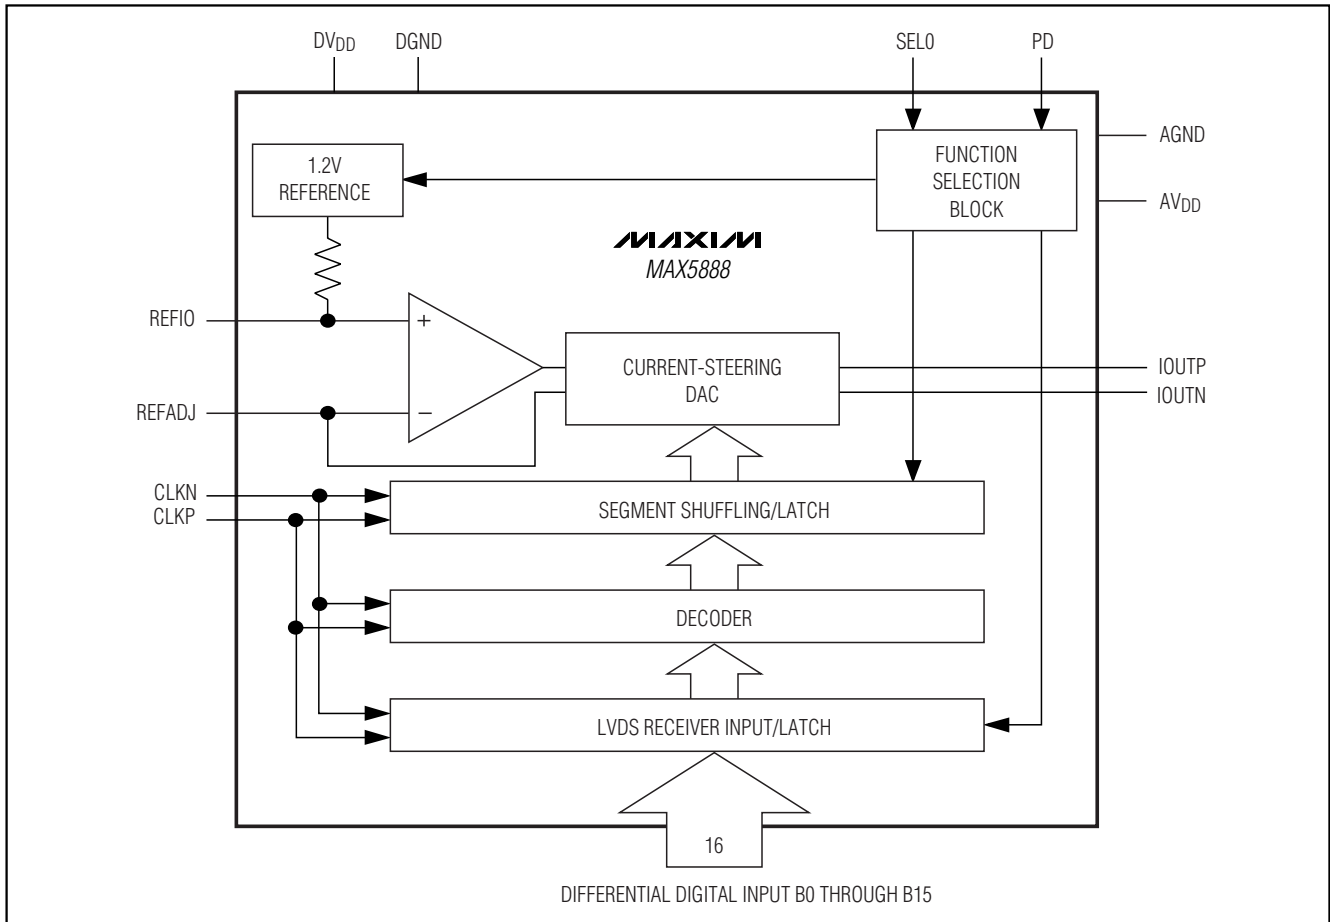 DVDD
DGND
SEL0
PD
1.2V
REFERENCE
FUNCTION
SELECTION
BLOCK
AGND
AVDD
MAXIM
MAX5888
REFIO
+
CURRENT-STEERING
DAC
IOUTP
IOUTN
REFADJ
−
CLKN
CLKP
SEGMENT SHUFFLING/LATCH
DECODER
LVDS RECEIVER INPUT/LATCH
16
DIFFERENTIAL DIGITAL INPUT B0 THROUGH B15